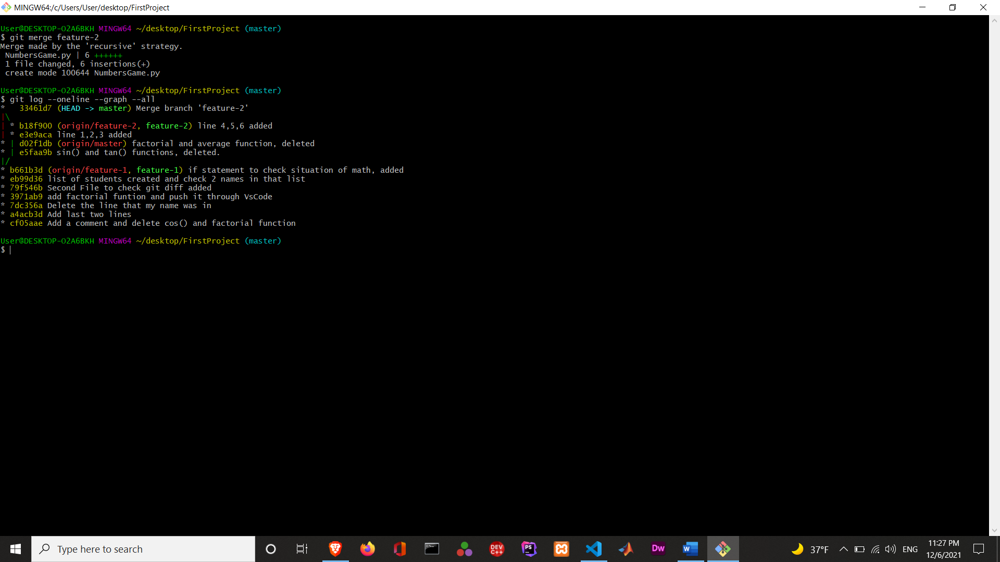 MINGW64:/c/Users/User/desktop/FirstProject
User@DESKTOP-O2A6BKH MINGW64 ~/desktop/FirstProject (master)
$ git merge feature-2
Merge made by the 'recursive' strategy.
 NumbersGame.py | 6 ++++++
 1 file changed, 6 insertions(+)
 create mode 100644 NumbersGame.py
User@DESKTOP-O2A6BKH MINGW64 ~/desktop/FirstProject (master)
$ git log --oneline --graph --all
*   33461d7 (HEAD -> master) Merge branch 'feature-2'
|\
| * b18f900 (origin/feature-2, feature-2) line 4,5,6 added
| * e3e9aca line 1,2,3 added
* | d02f1db (origin/master) factorial and average function, deleted
* | e5faa9b sin() and tan() functions, deleted.
|/
* b661b3d (origin/feature-1, feature-1) if statement to check situation of math, added
* eb99d36 list of students created and check 2 names in that list
* 79f546b Second File to check git diff added
* 3971ab9 add factorial funtion and push it through VsCode
* 7dc356a Delete the line that my name was in
* a4acb3d Add last two lines
* cf05aae Add a comment and delete cos() and factorial function
User@DESKTOP-O2A6BKH MINGW64 ~/desktop/FirstProject (master)
$
Type here to search
DEV C++
PS
Dw
W
37°F
ENG
11:27 PM
12/6/2021